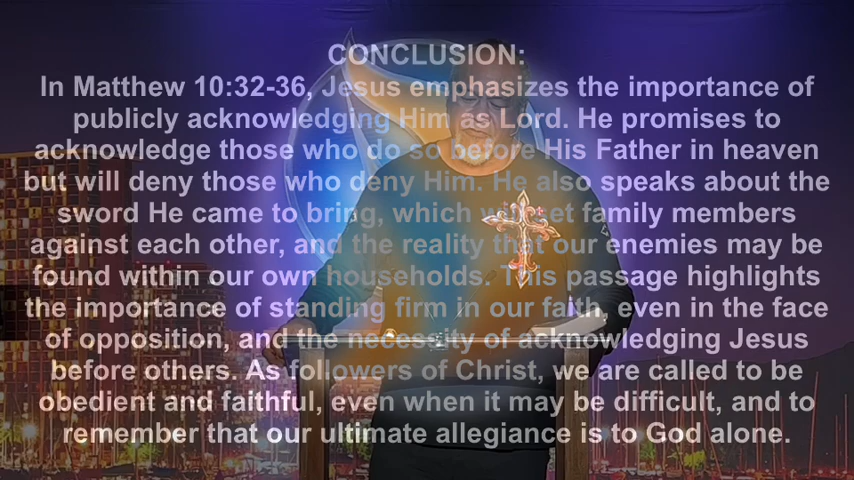 CONCLUSION:
In Matthew 10:32-36, Jesus emphasizes the importance of
publicly acknowledging Him as Lord. He promises to
acknowledge those who do so before His Father in heaven
but will deny those who deny Him. He also speaks about the
sword He came to bring, which will set family members
against each other, and the reality that our enemies may be
found within our own households. This passage highlights
the importance of standing firm in our faith, even in the face
of opposition, and the necessity of acknowledging Jesus
before others. As followers of Christ, we are called to be
obedient and faithful, even when it may be difficult, and to
remember that our ultimate allegiance is to God alone.